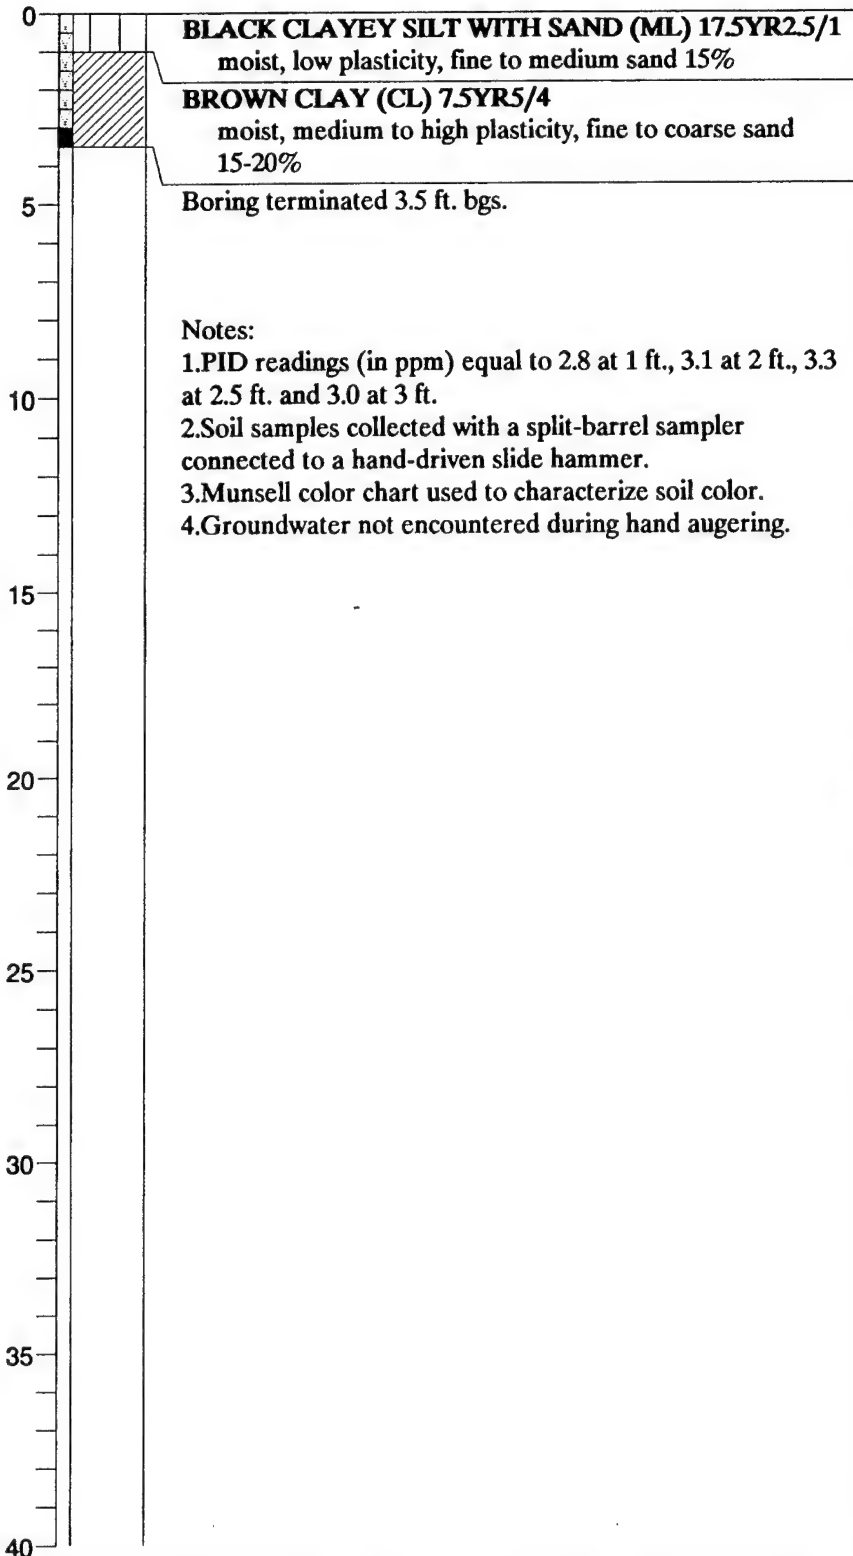 0
BLACK CLAYEY SILT WITH SAND (ML) 17.5YR2.5/1
moist, low plasticity, fine to medium sand 15%
BROWN CLAY (CL) 7.5YR5/4
moist, medium to high plasticity, fine to coarse sand
15-20%
5
Boring terminated 3.5 ft. bgs.
Notes:
1.PID readings (in ppm) equal to 2.8 at 1 ft., 3.1 at 2 ft., 3.3
10
at 2.5 ft. and 3.0 at 3 ft.
2.Soil samples collected with a split-barrel sampler
connected to a hand-driven slide hammer.
3.Munsell color chart used to characterize soil color.
4.Groundwater not encountered during hand augering.
15
20
25
30
35
40